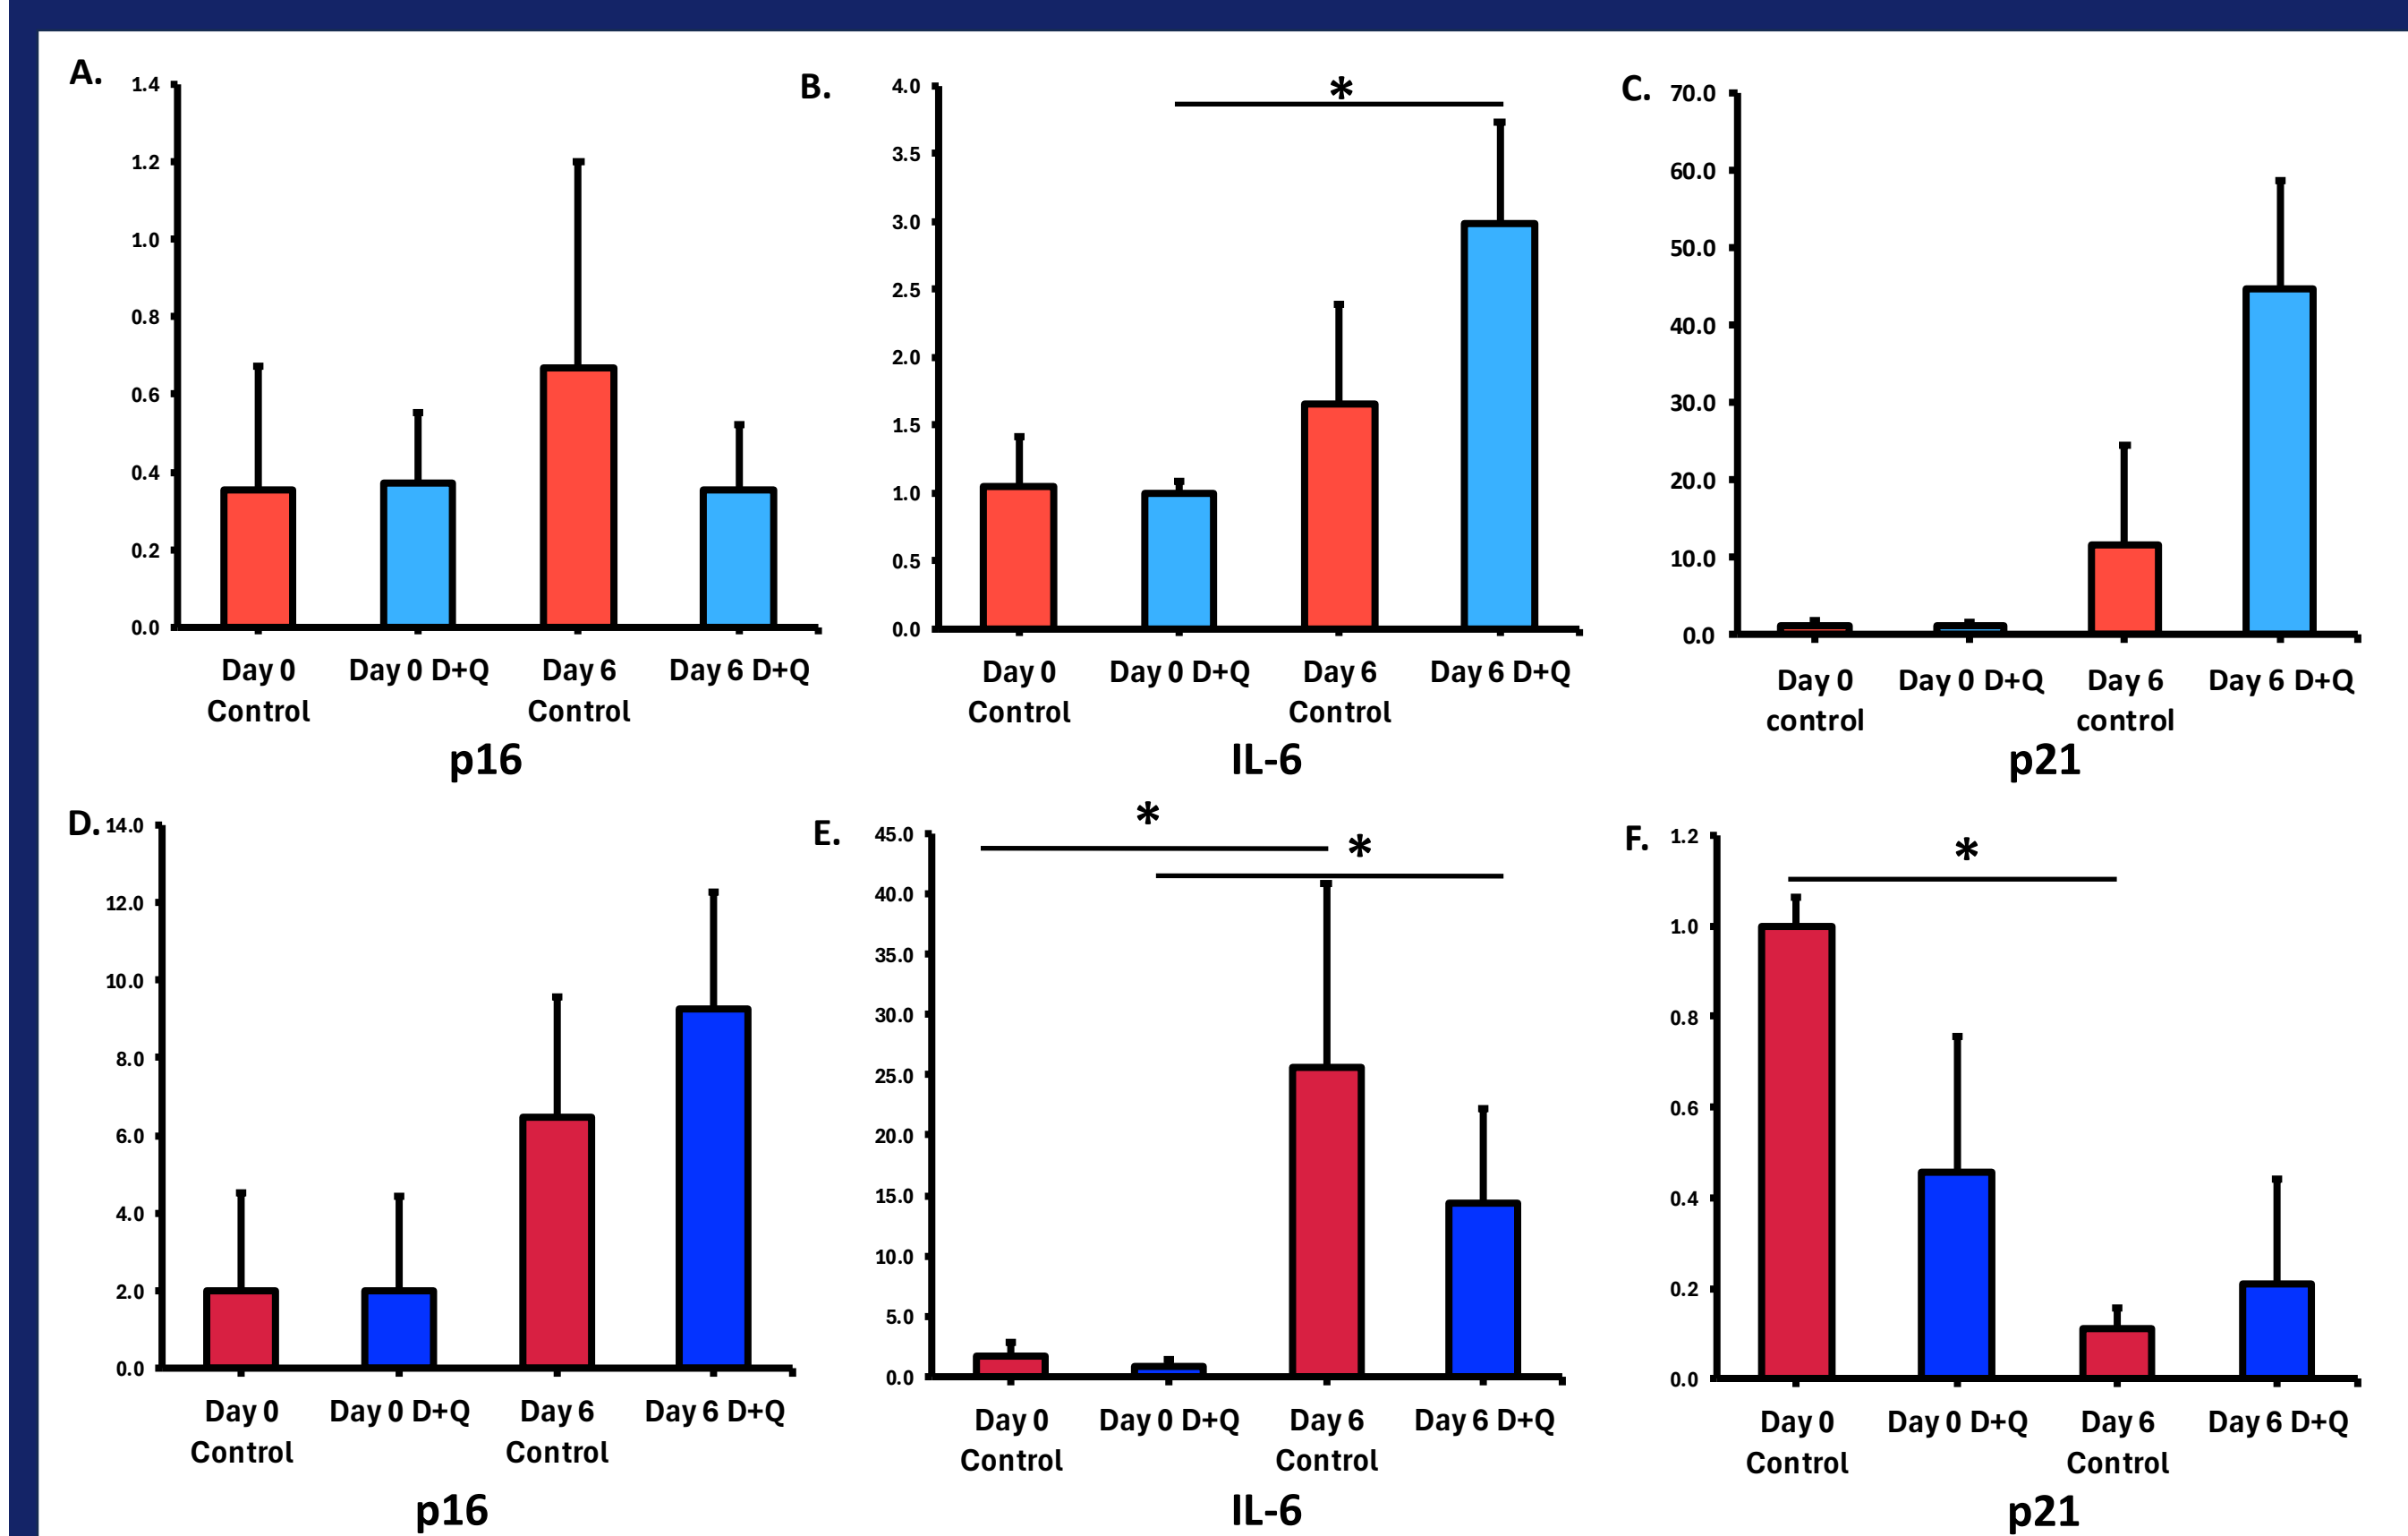 A.
1.4
1.2
1.0
0.8
0.6
0.4
0.2
0.0
Day 0 Control
Day 0 D+Q
Day 6 Control
Day 6 D+Q
p16
B.
*
4.0
3.5
3.0
2.5
2.0
1.5
1.0
0.5
0.0
Day 0 Control
Day 0 D+Q
Day 6 Control
Day 6 D+Q
IL-6
C.
70.0
60.0
50.0
40.0
30.0
20.0
10.0
0.0
Day 0 control
Day 0 D+Q
Day 6 control
Day 6 D+Q
p21
D.
14.0
12.0
10.0
8.0
6.0
4.0
2.0
0.0
Day 0 Control
Day 0 D+Q
Day 6 Control
Day 6 D+Q
p16
E.
*
*
45.0
40.0
35.0
30.0
25.0
20.0
15.0
10.0
5.0
0.0
Day 0 Control
Day 0 D+Q
Day 6 Control
Day 6 D+Q
IL-6
F.
*
1.2
1.0
0.8
0.6
0.4
0.2
0.0
Day 0 Control
Day 0 D+Q
Day 6 Control
Day 6 D+Q
p21